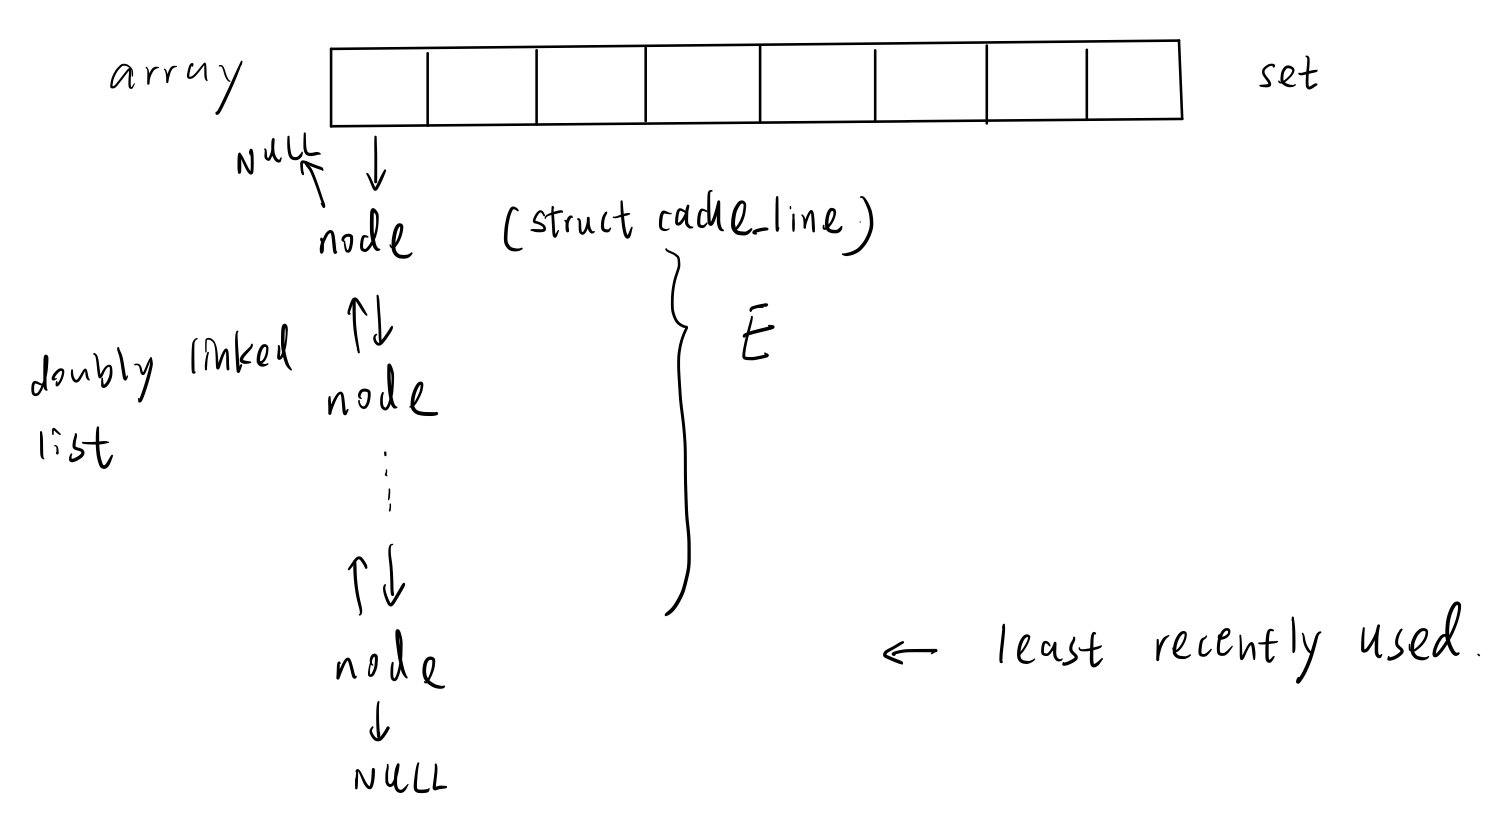 array
set
NULL
node
(struct cache_line)
E
doubly linked
list
node
node
← least recently used.
NULL